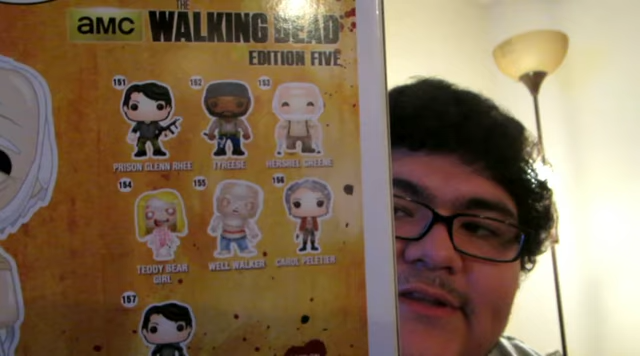 THE
amc WALKING DEAD
EDITION FIVE
151 152 153
PRISON GLENN RHEE TYREESE HERSHEL GREENE
154 155 156
TEDDY BEAR WELL WALKER CAROL PELETIER
GIRL
157